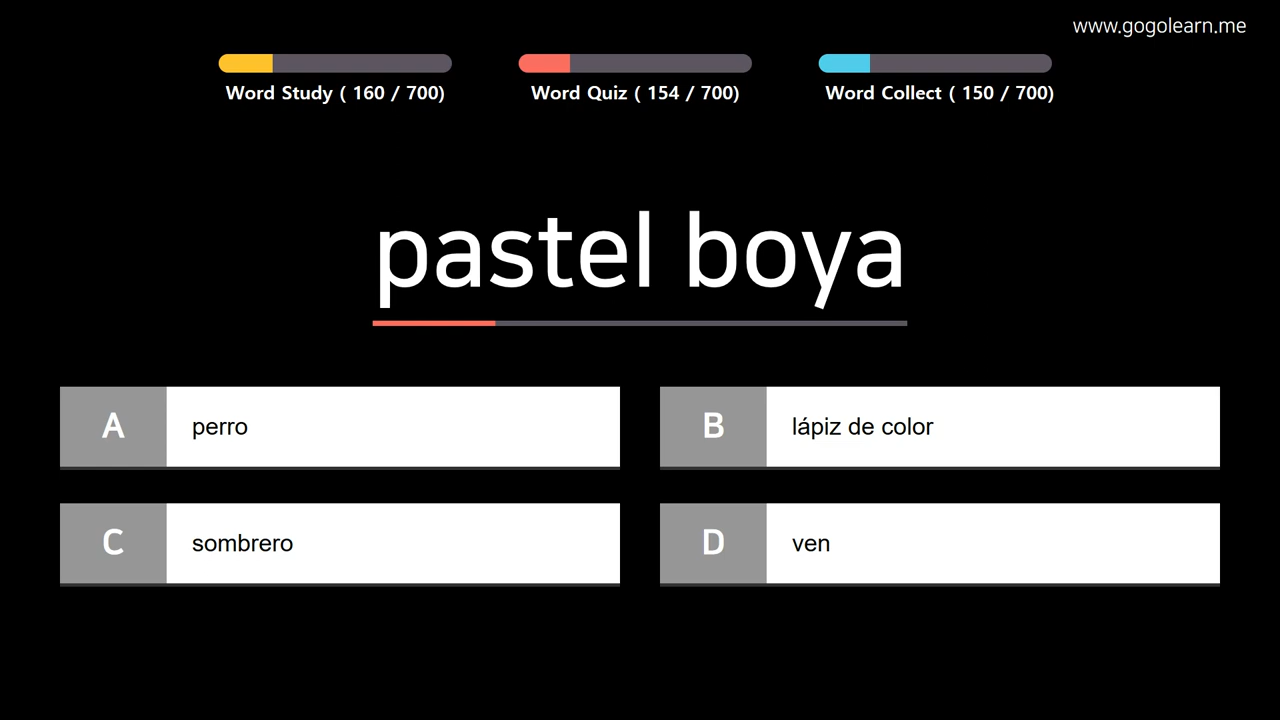 www.gogolearn.me
Word Study ( 160 / 700)
Word Quiz ( 154 / 700)
Word Collect ( 150 / 700)
pastel boya
A perro
B lápiz de color
C sombrero
D ven